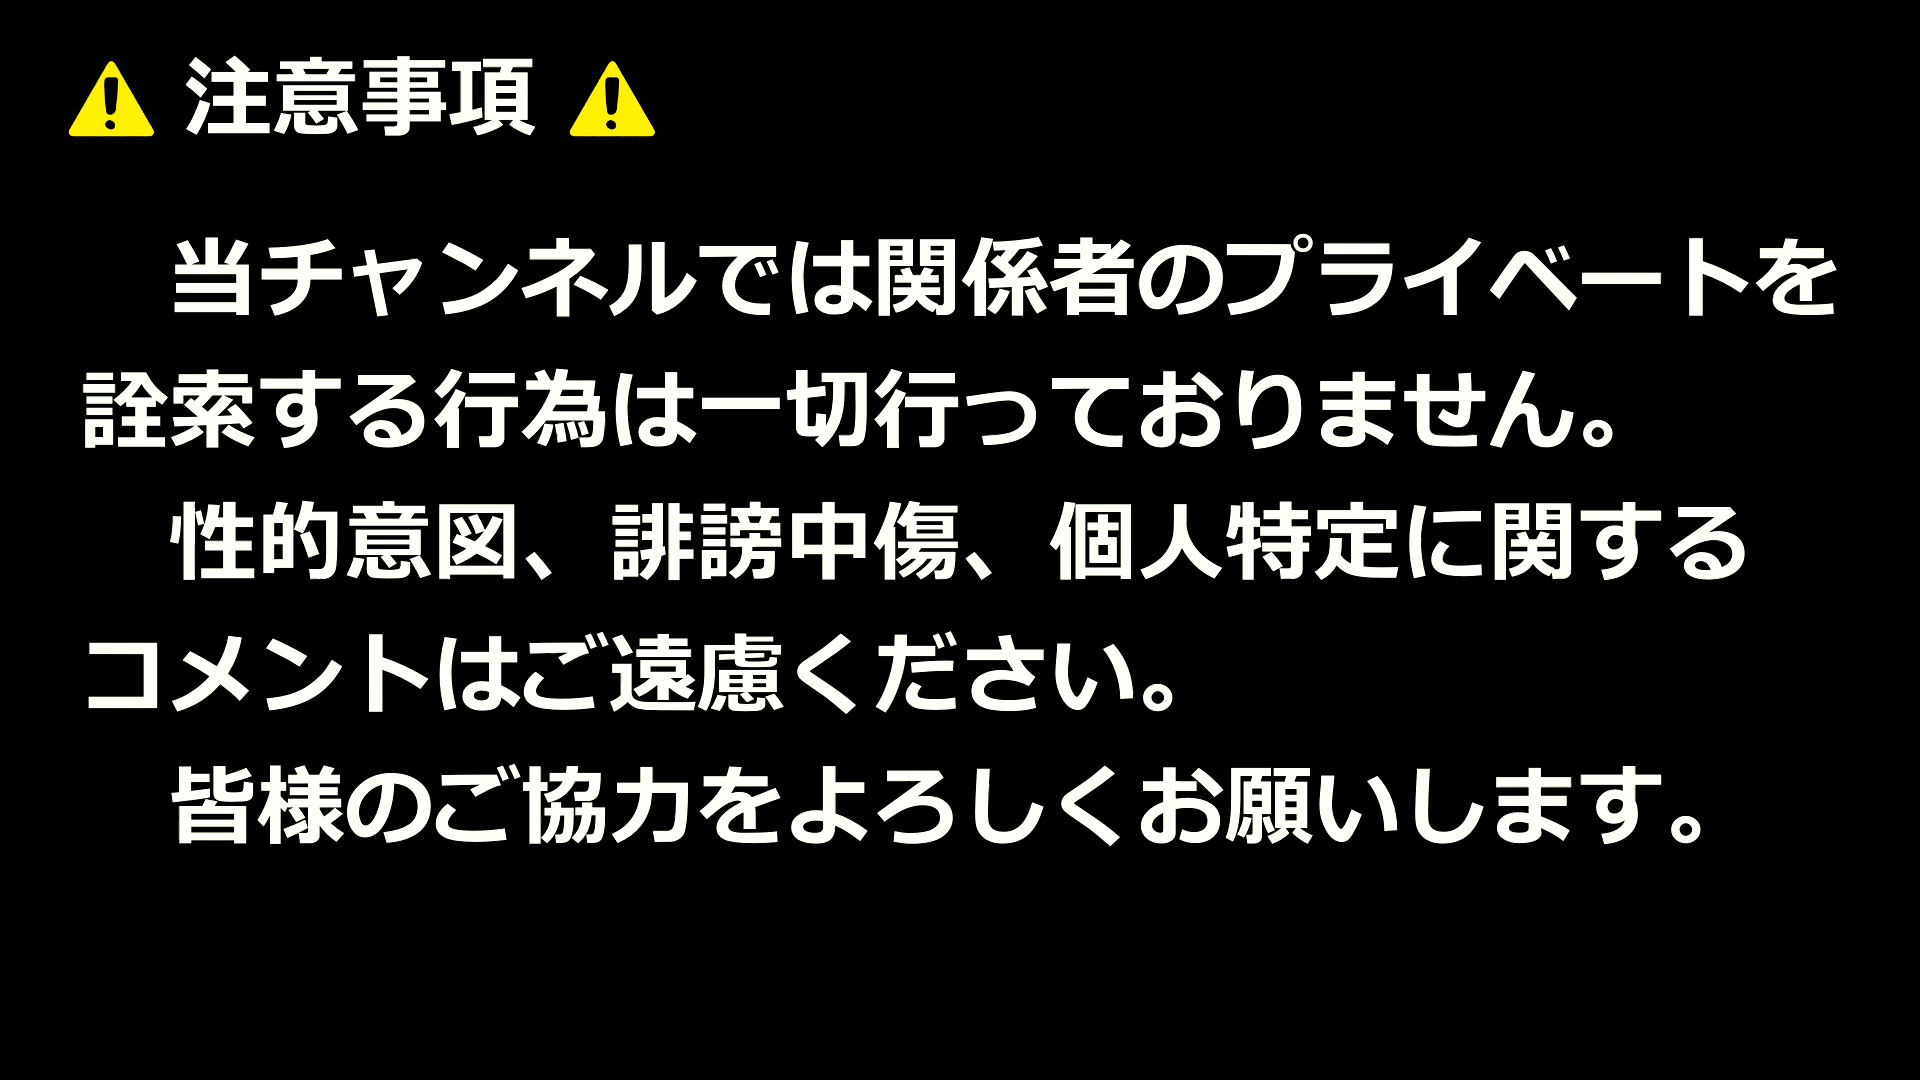 ⚠ 注意事項 ⚠
当チャンネルでは関係者のプライベートを
詮索する行為は一切行っておりません。
性的意図、誹謗中傷、個人特定に関する
コメントはご遠慮ください。
皆様のご協力をよろしくお願いします。